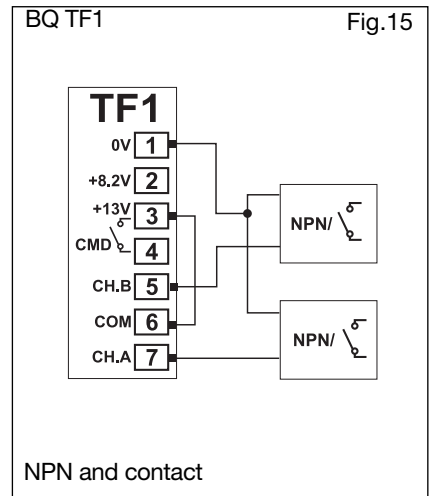 BQ TF1 Fig.15
TF1
0V 1
+8.2V 2
+13V 3
CMD 4
CH.B 5
COM 6
CH.A 7
NPN/
NPN/
NPN and contact